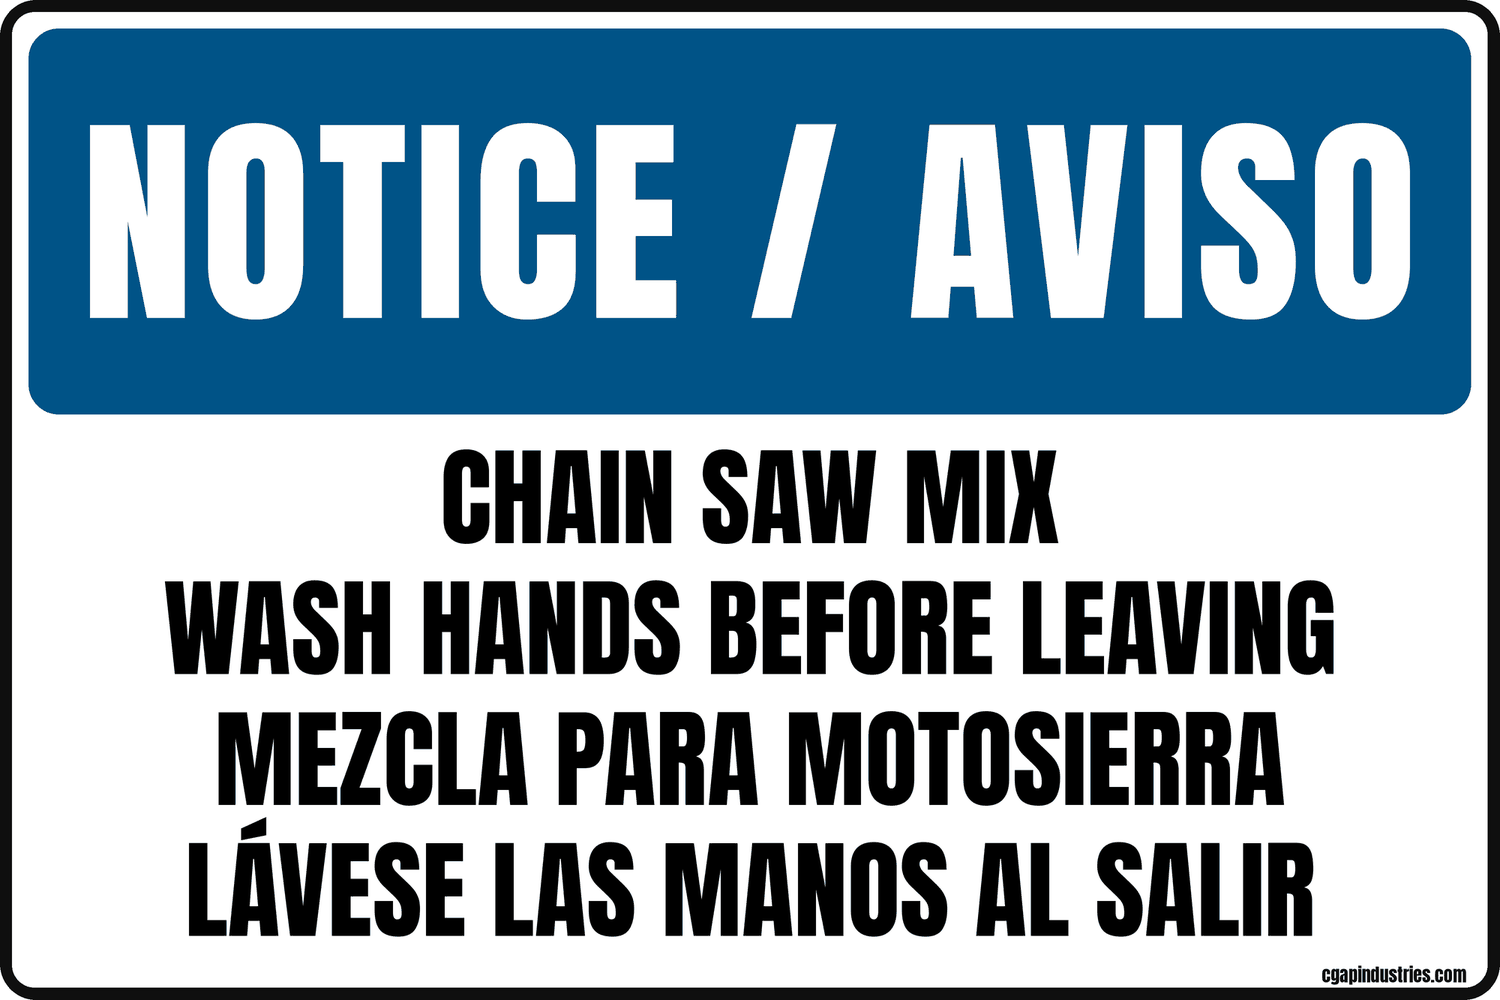 NOTICE / AVISO
CHAIN SAW MIX
WASH HANDS BEFORE LEAVING
MEZCLA PARA MOTOSIERRA
LÁVESE LAS MANOS AL SALIR
cgapindustries.com